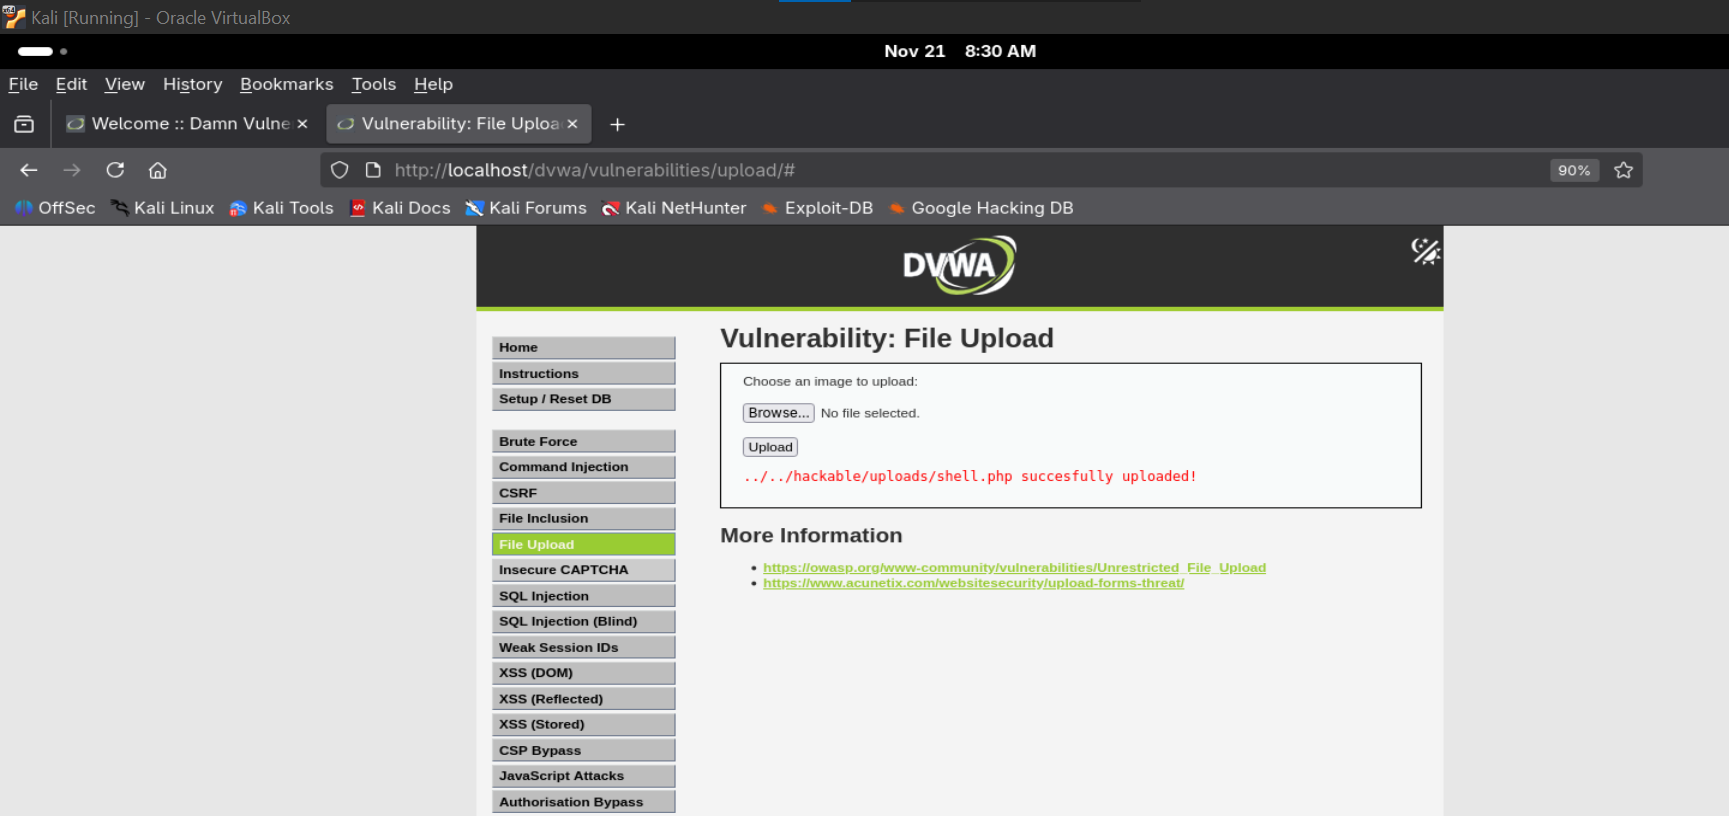 Kali [Running] - Oracle VirtualBox
Nov 21 8:30 AM
File Edit View History Bookmarks Tools Help
Welcome :: Damn Vulne
Vulnerability: File Uploa
http://localhost/dvwa/vulnerabilities/upload/#
90%
OffSec Kali Linux Kali Tools Kali Docs Kali Forums Kali NetHunter Exploit-DB Google Hacking DB
DVWA
Home
Instructions
Setup / Reset DB
Brute Force
Command Injection
CSRF
File Inclusion
File Upload
Insecure CAPTCHA
SQL Injection
SQL Injection (Blind)
Weak Session IDs
XSS (DOM)
XSS (Reflected)
XSS (Stored)
CSP Bypass
JavaScript Attacks
Authorisation Bypass
Vulnerability: File Upload
Choose an image to upload:
Browse... No file selected.
Upload
../../hackable/uploads/shell.php succesfully uploaded!
More Information
https://owasp.org/www-community/vulnerabilities/Unrestricted_File_Upload
https://www.acunetix.com/websitesecurity/upload-forms-threat/